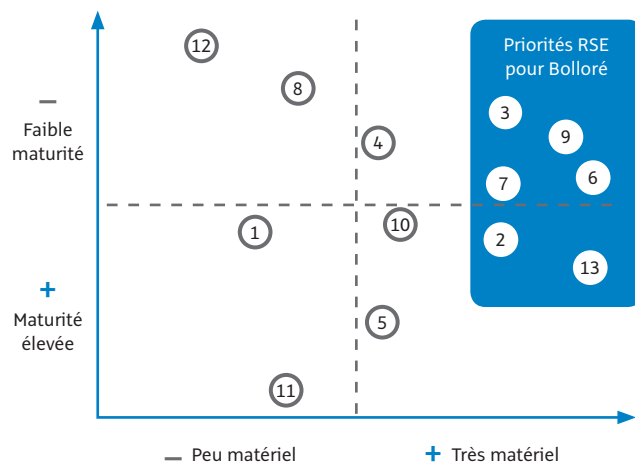 Priorités RSE
pour Bolloré
12
8
3
9
4
6
7
10
1
2
13
5
11
−
Faible
maturité
+
Maturité
élevée
− Peu matériel
+ Très matériel